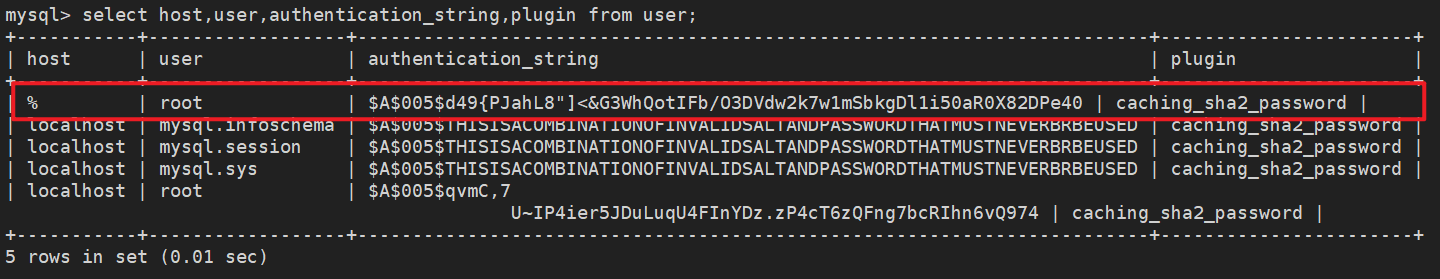 mysql> select host,user,authentication_string,plugin from user;
+-----------+------------------+------------------------------------------------------------------------+-----------------------+
| host      | user             | authentication_string                                                  | plugin                |
+-----------+------------------+------------------------------------------------------------------------+-----------------------+
| %         | root             | $A$005$d49{PJahL8"]<&G3WhQotIFb/O3DVdw2k7w1mSbkgDl1i50aR0X82DPe40 | caching_sha2_password |
| localhost | mysql.infoschema | $A$005$THISISACOMBINATIONOFINVALIDSALTANDPASSWORDTHATMUSTNEVERBRBEUSED | caching_sha2_password |
| localhost | mysql.session    | $A$005$THISISACOMBINATIONOFINVALIDSALTANDPASSWORDTHATMUSTNEVERBRBEUSED | caching_sha2_password |
| localhost | mysql.sys        | $A$005$THISISACOMBINATIONOFINVALIDSALTANDPASSWORDTHATMUSTNEVERBRBEUSED | caching_sha2_password |
| localhost | root             | $A$005$qvmC,7
U~IP4ier5JDuLuqU4FInYDz.zP4cT6zQFng7bcRIhn6vQ974 | caching_sha2_password |
+-----------+------------------+------------------------------------------------------------------------+-----------------------+
5 rows in set (0.01 sec)